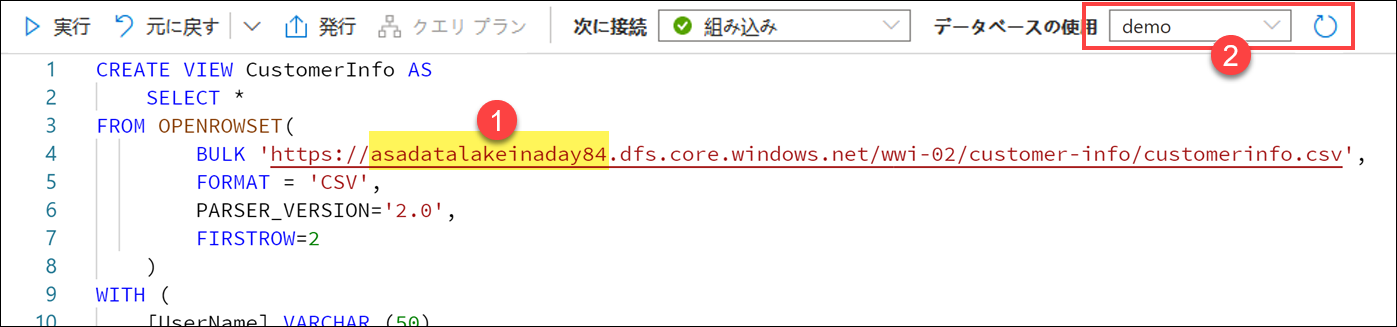 実行 元に戻す 発行 クエリ プラン 次に接続 組み込み データベースの使用 demo
2
1 CREATE VIEW CustomerInfo AS
2 SELECT *
3 FROM OPENROWSET(
1
4 BULK 'https://asadatalakeinaday84.dfs.core.windows.net/wwi-02/customer-info/customerinfo.csv',
5 FORMAT = 'CSV',
6 PARSER_VERSION='2.0',
7 FIRSTROW=2
8 )
9 WITH (
10 [UserName] VARCHAR (50)